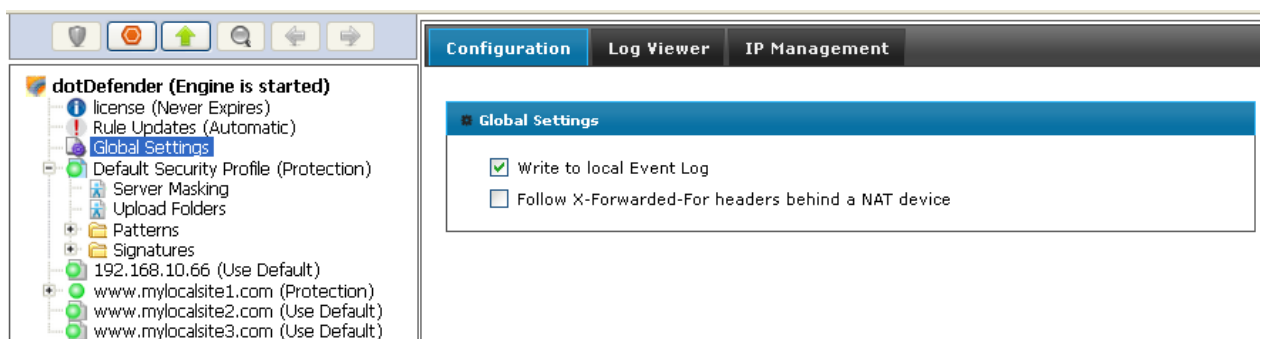 Configuration Log Viewer IP Management
dotDefender (Engine is started)
license (Never Expires)
Rule Updates (Automatic)
Global Settings
Default Security Profile (Protection)
Server Masking
Upload Folders
Patterns
Signatures
192.168.10.66 (Use Default)
www.mylocalsite1.com (Protection)
www.mylocalsite2.com (Use Default)
www.mylocalsite3.com (Use Default)
Global Settings
Write to local Event Log
Follow X-Forwarded-For headers behind a NAT device